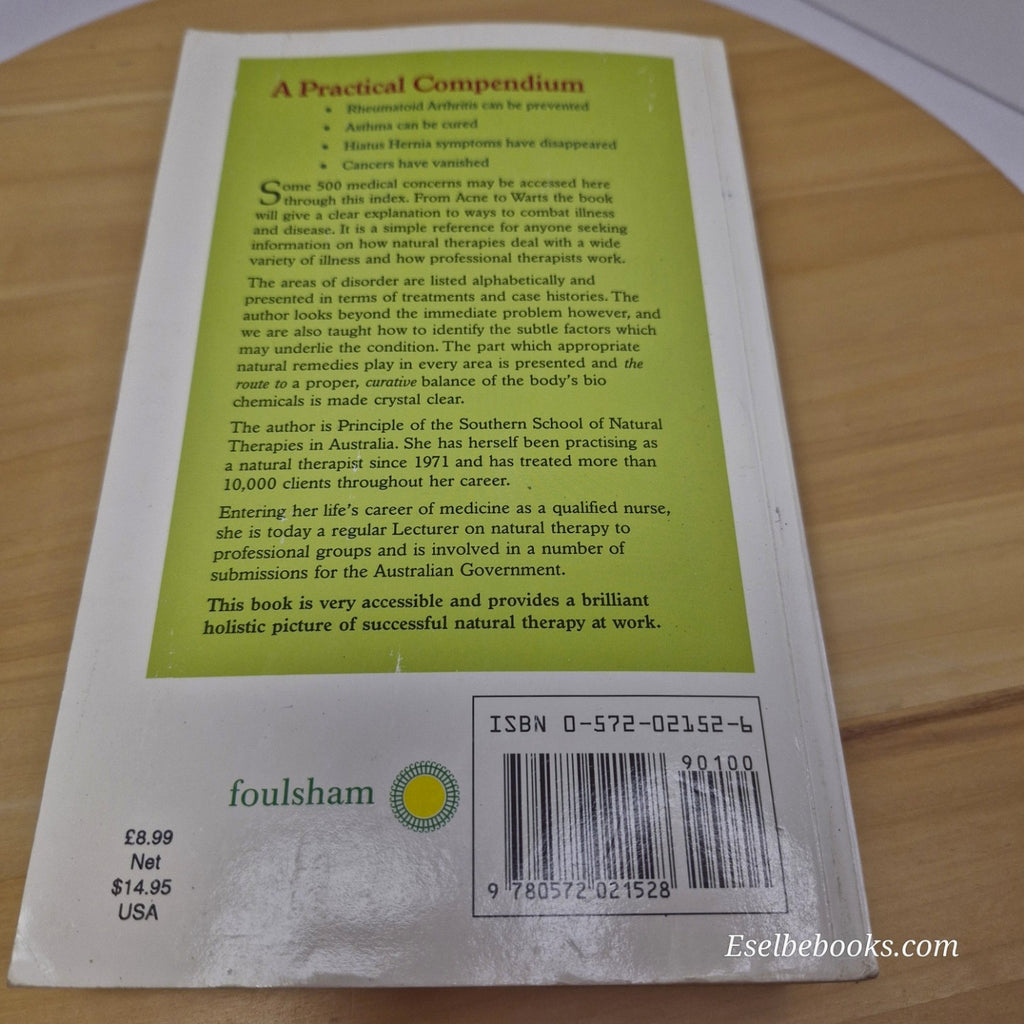 A Practical Compendium
• Rheumatoid Arthritis can be prevented
• Asthma can be cured
• Hiatus Hernia symptoms have disappeared
• Cancers have vanished
Some 500 medical concerns may be accessed here
through this index. From Acne to Warts the book
will give a clear explanation to ways to combat illness
and disease. It is a simple reference for anyone seeking
information on how natural therapies deal with a wide
variety of illness and how professional therapists work.
The areas of disorder are listed alphabetically and
presented in terms of treatments and case histories. The
author looks beyond the immediate problem however, and
we are also taught how to identify the subtle factors which
may underlie the condition. The part which appropriate
natural remedies play in every area is presented and the
route to a proper, curative balance of the body's bio
chemicals is made crystal clear.
The author is Principle of the Southern School of Natural
Therapies in Australia. She has herself been practising as
a natural therapist since 1971 and has treated more than
10,000 clients throughout her career.
Entering her life's career of medicine as a qualified nurse,
she is today a regular Lecturer on natural therapy to
professional groups and is involved in a number of
submissions for the Australian Government.
This book is very accessible and provides a brilliant
holistic picture of successful natural therapy at work.
ISBN 0-572-02152-6
90100
9 780572 021528
foulsham
£8.99
Net
$14.95
USA
Eselbebooks.com